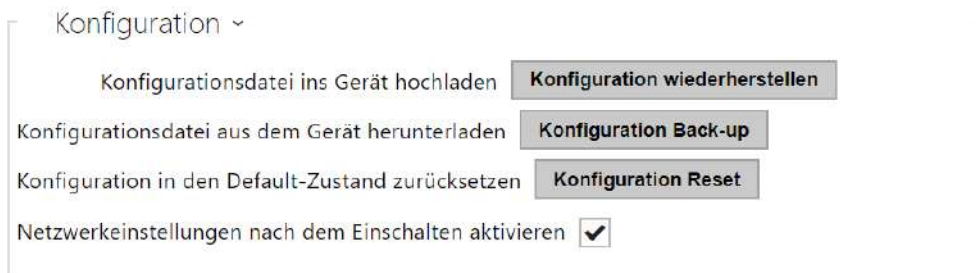 Konfiguration
Konfigurationsdatei ins Gerät hochladen Konfiguration wiederherstellen
Konfigurationsdatei aus dem Gerät herunterladen Konfiguration Back-up
Konfiguration in den Default-Zustand zurücksetzen Konfiguration Reset
Netzwerkeinstellungen nach dem Einschalten aktivieren